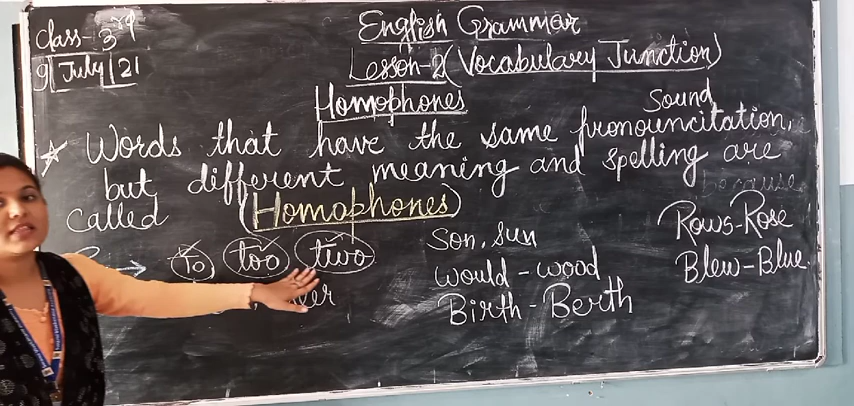 Class - 3rd
9 July 21
English Grammar
Lesson-2 (Vocabulary Junction)
Homophones
Sound
Words that have the same pronouncitation,
but different meaning and spelling are
because
called (Homophones)
To, too two
Son, Sun
would - wood
Birth - Berth
Rows - Rose
Blew - Blue